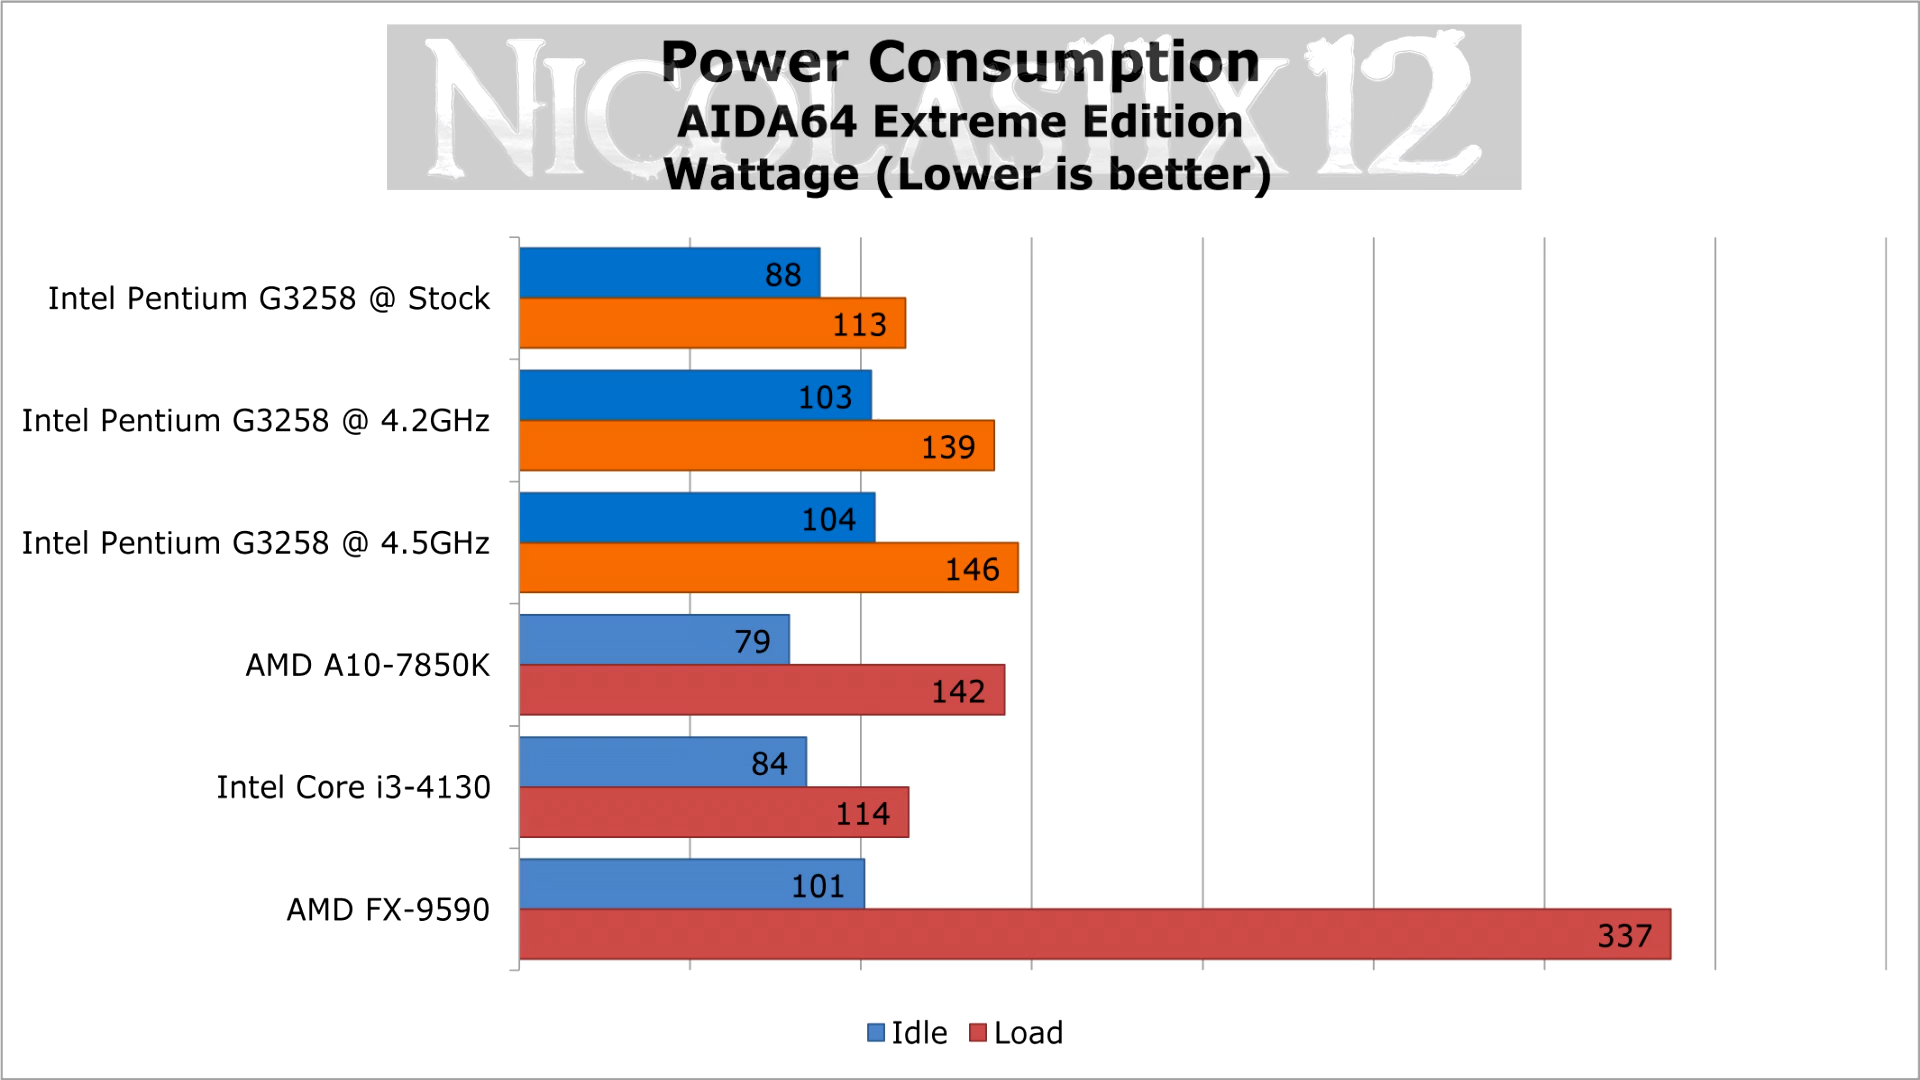 Nicolas11x12
Power Consumption
AIDA64 Extreme Edition
Wattage (Lower is better)
Intel Pentium G3258 @ Stock
88
113
Intel Pentium G3258 @ 4.2GHz
103
139
Intel Pentium G3258 @ 4.5GHz
104
146
AMD A10-7850K
79
142
Intel Core i3-4130
84
114
AMD FX-9590
101
337
Idle Load